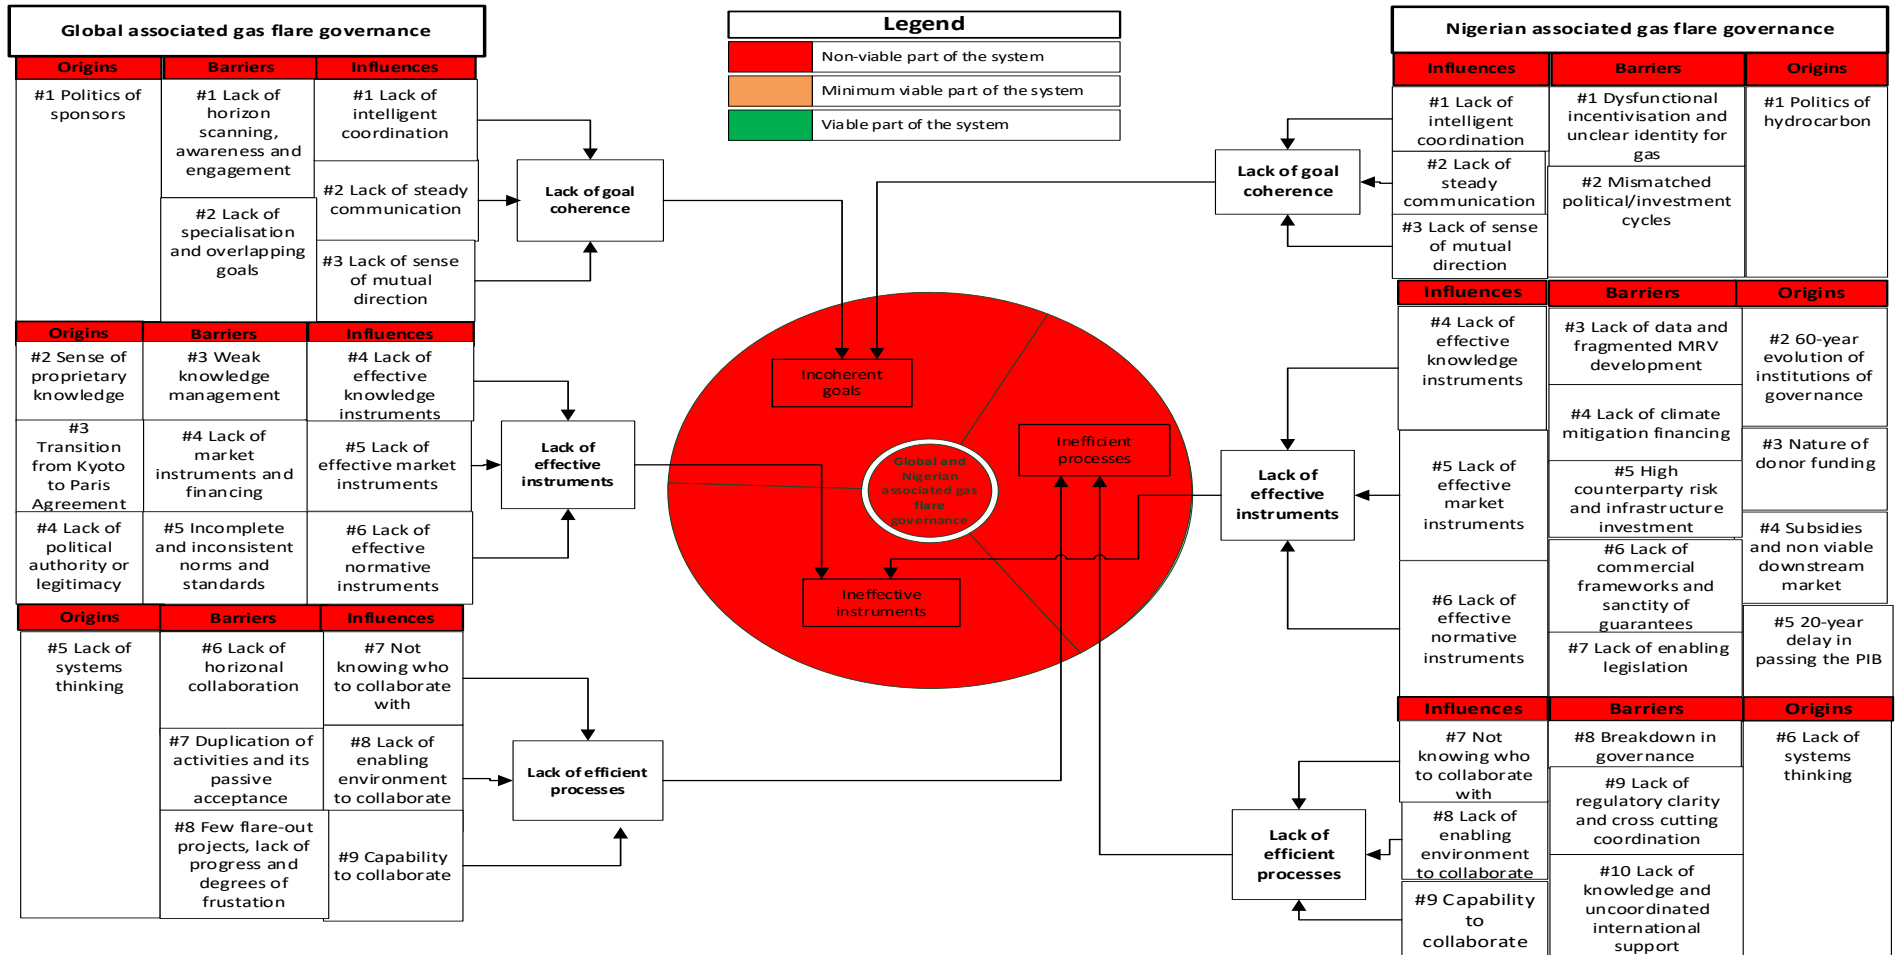 Global associated gas flare governance
Origins
Barriers
Influences
#1 Politics of
sponsors
#1 Lack of
horizon
scanning,
awareness and
engagement
#2 Lack of
specialisation
and overlapping
goals
#1 Lack of
intelligent
coordination
#2 Lack of steady
communication
#3 Lack of sense
of mutual
direction
Lack of goal
coherence
Origins
Barriers
Influences
#2 Sense of
proprietary
knowledge
#3
Transition
from Kyoto
to Paris
Agreement
#4 Lack of
political
authority or
legitimacy
#3 Weak
knowledge
management
#4 Lack of
market
instruments and
financing
#5 Incomplete
and inconsistent
norms and
standards
#4 Lack of
effective
knowledge
instruments
#5 Lack of
effective market
instruments
#6 Lack of
effective
normative
instruments
Lack of
effective
instruments
Origins
Barriers
Influences
#5 Lack of
systems
thinking
#6 Lack of
horizonal
collaboration
#7 Duplication of
activities and its
passive
acceptance
#8 Few flare-out
projects, lack of
progress and
degrees of
frustation
#7 Not
knowing who
to collaborate
with
#8 Lack of
enabling
environment
to collaborate
#9 Capability
to collaborate
Lack of efficient
processes
Legend
Non-viable part of the system
Minimum viable part of the system
Viable part of the system
Incoherent
goals
Inefficient
processes
Global and
Nigerian
associated gas
flare
governance
Ineffective
instruments
Nigerian associated gas flare governance
Influences
Barriers
Origins
Lack of goal
coherence
#1 Lack of
intelligent
coordination
#2 Lack of
steady
communication
#3 Lack of sense
of mutual
direction
#1 Dysfunctional
incentivisation and
unclear identity for
gas
#2 Mismatched
political/investment
cycles
#1 Politics of
hydrocarbon
Influences
Barriers
Origins
Lack of
effective
instruments
#4 Lack of
effective
knowledge
instruments
#5 Lack of
effective
market
instruments
#6 Lack of
effective
normative
instruments
#3 Lack of data and
fragmented MRV
development
#4 Lack of climate
mitigation financing
#5 High
counterparty risk
and infrastructure
investment
#6 Lack of
commercial
frameworks and
sanctity of
guarantees
#7 Lack of enabling
legislation
#2 60-year
evolution of
institutions of
governance
#3 Nature of
donor funding
#4 Subsidies
and non viable
downstream
market
#5 20-year
delay in
passing the PIB
Influences
Barriers
Origins
Lack of
efficient
processes
#7 Not
knowing who
to collaborate
with
#8 Lack of
enabling
environment
to collaborate
#9 Capability
to
collaborate
#8 Breakdown in
governance
#9 Lack of
regulatory clarity
and cross cutting
coordination
#10 Lack of
knowledge and
uncoordinated
international
support
#6 Lack of
systems
thinking